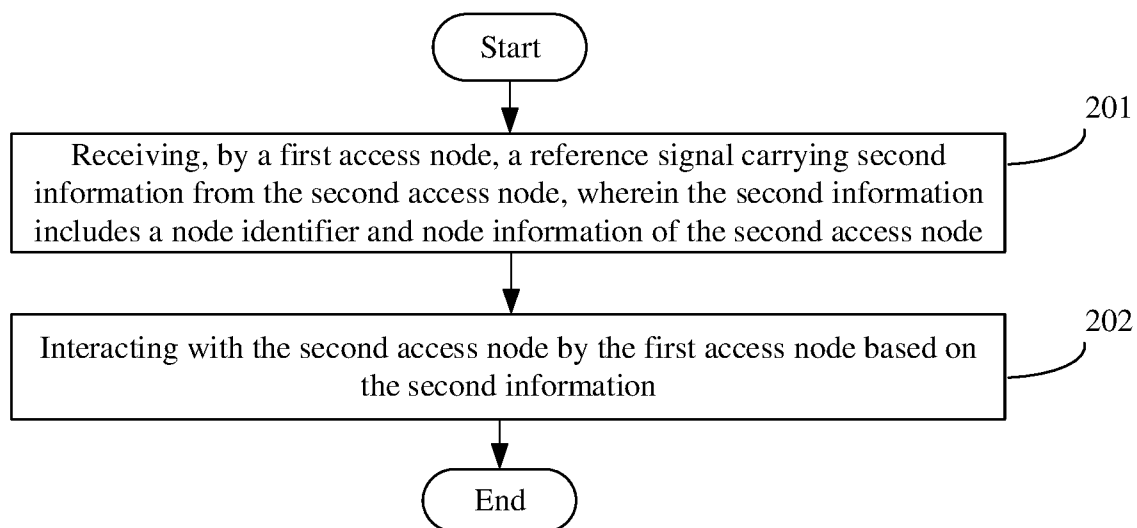 Start
201
Receiving, by a first access node, a reference signal carrying second
information from the second access node, wherein the second information
includes a node identifier and node information of the second access node
202
Interacting with the second access node by the first access node based on
the second information
End